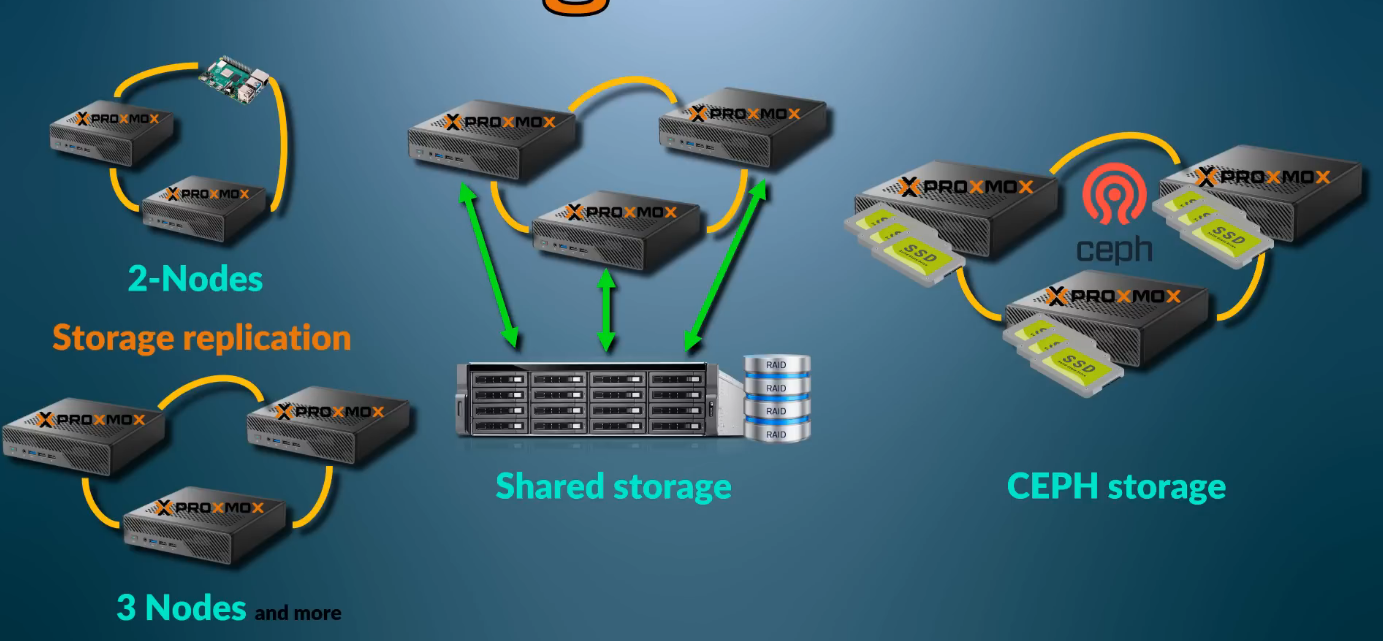 PROXMOX
PROXMOX
2-Nodes
Storage replication
PROXMOX
PROXMOX
PROXMOX
3 Nodes and more
PROXMOX
PROXMOX
PROXMOX
RAID
RAID
RAID
RAID
Shared storage
PROXMOX
PROXMOX
ceph
SSD
SSD
PROXMOX
SSD
CEPH storage